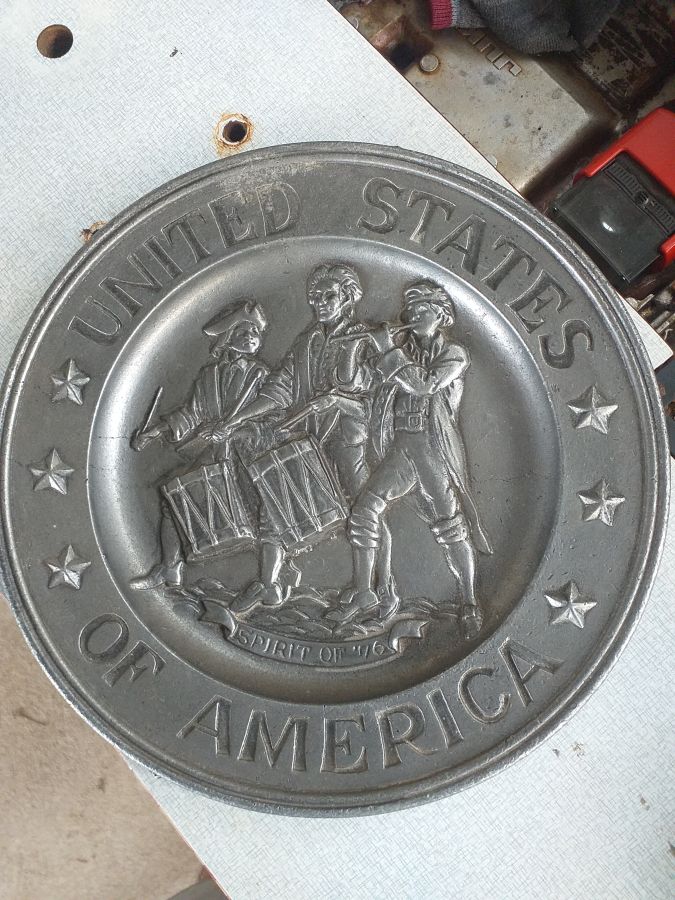 UNITED STATES
OF AMERICA
SPIRIT OF '76